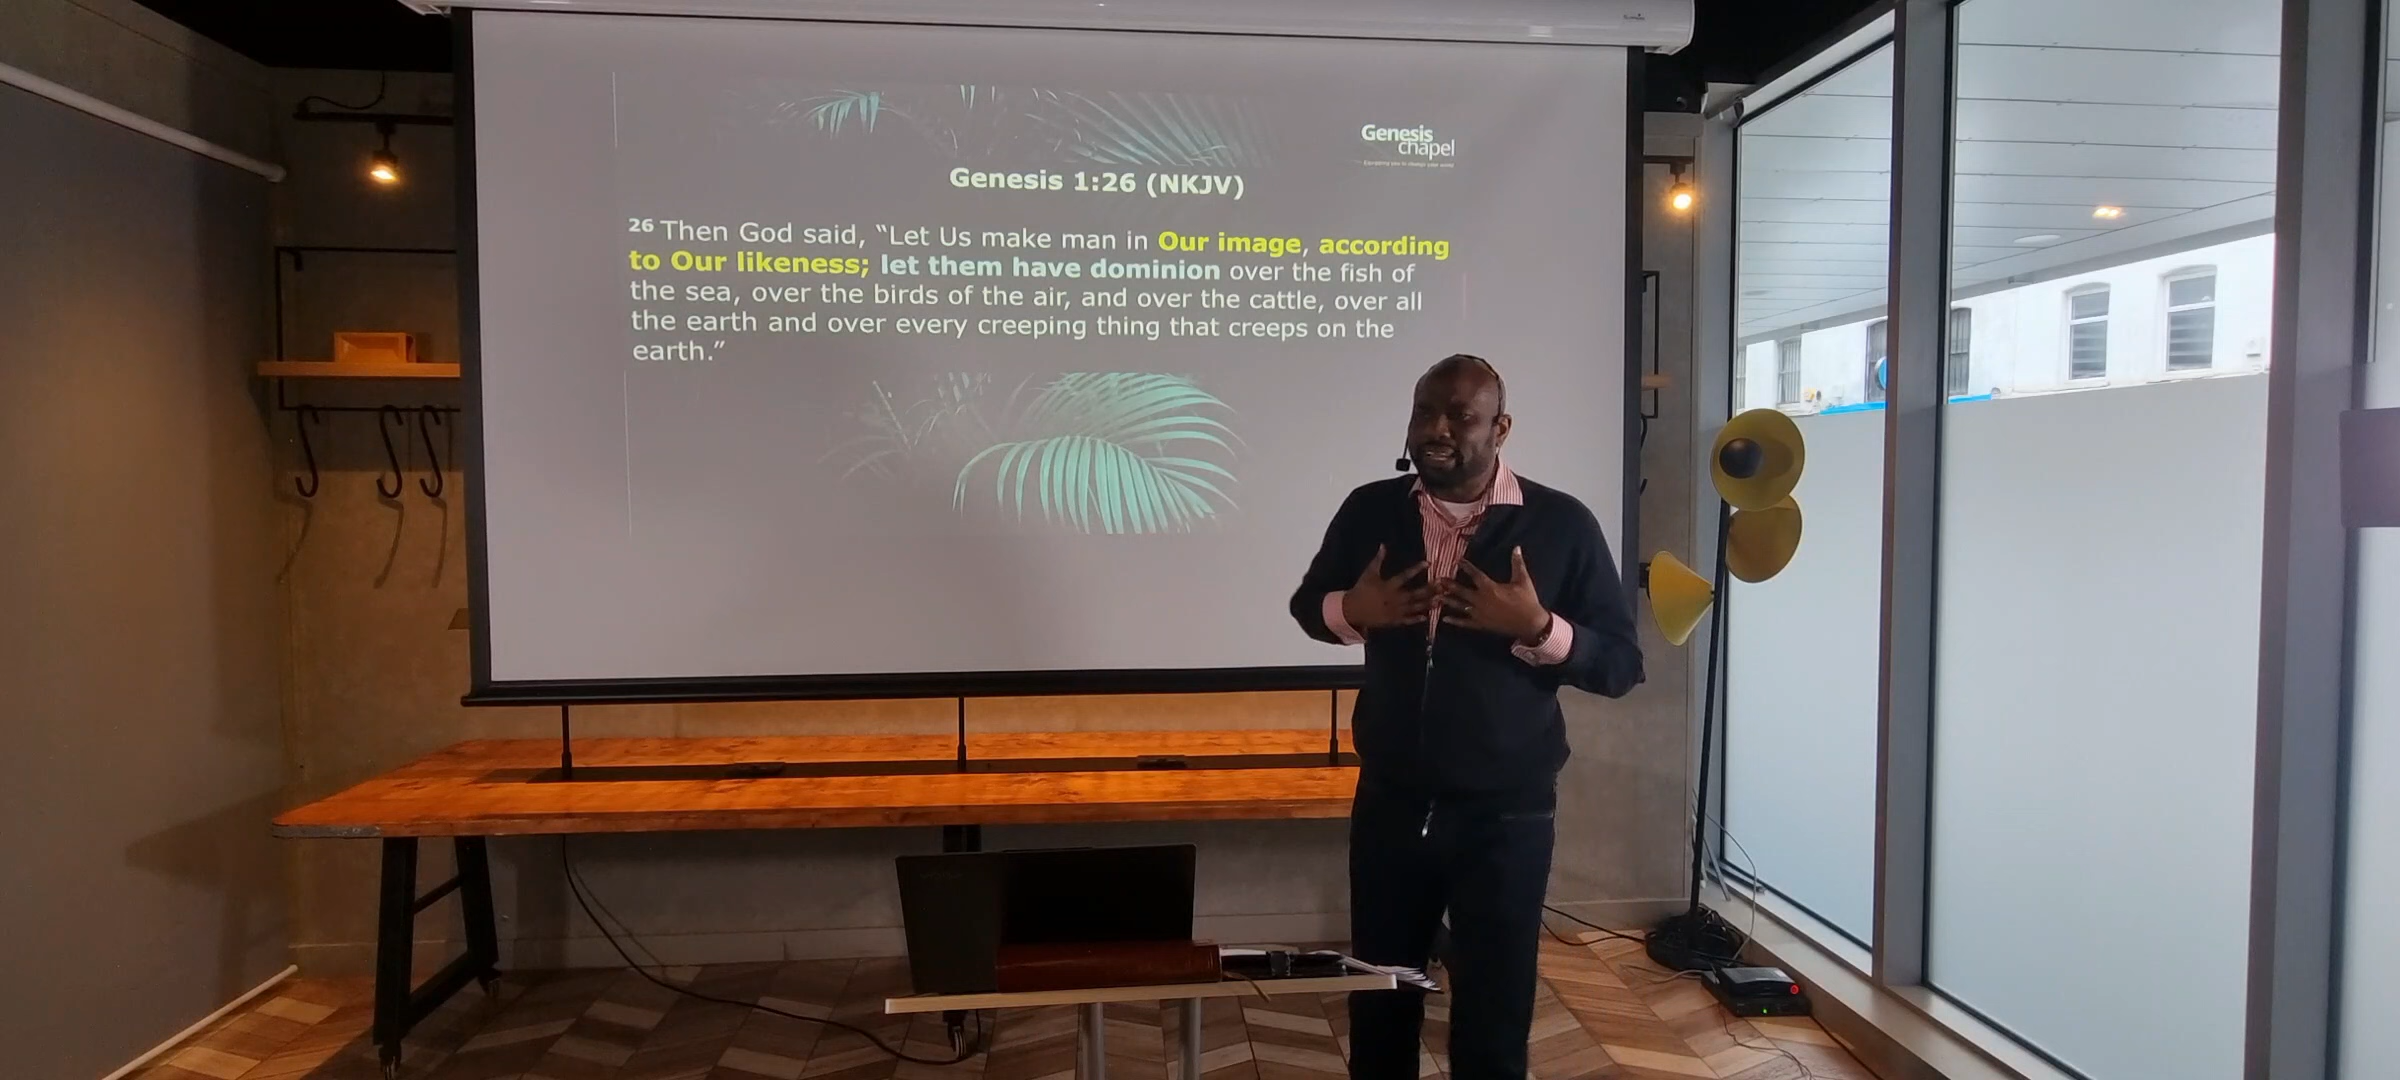 Genesis
chapel
Genesis 1:26 (NKJV)
26 Then God said, “Let Us make man in Our image, according
to Our likeness; let them have dominion over the fish of
the sea, over the birds of the air, and over the cattle, over all
the earth and over every creeping thing that creeps on the
earth.”